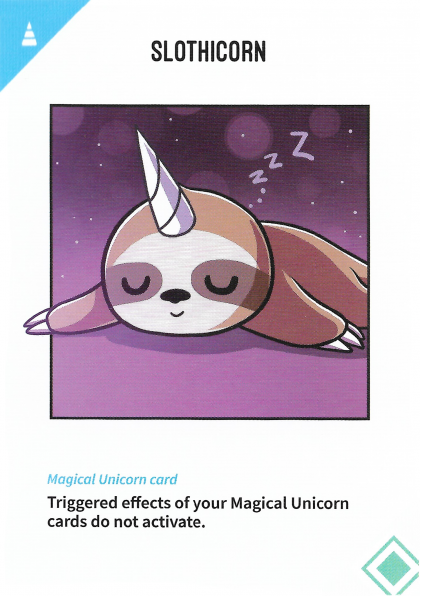 SLOTHICORN
Z
Z
Z
Magical Unicorn card
Triggered effects of your Magical Unicorn
cards do not activate.